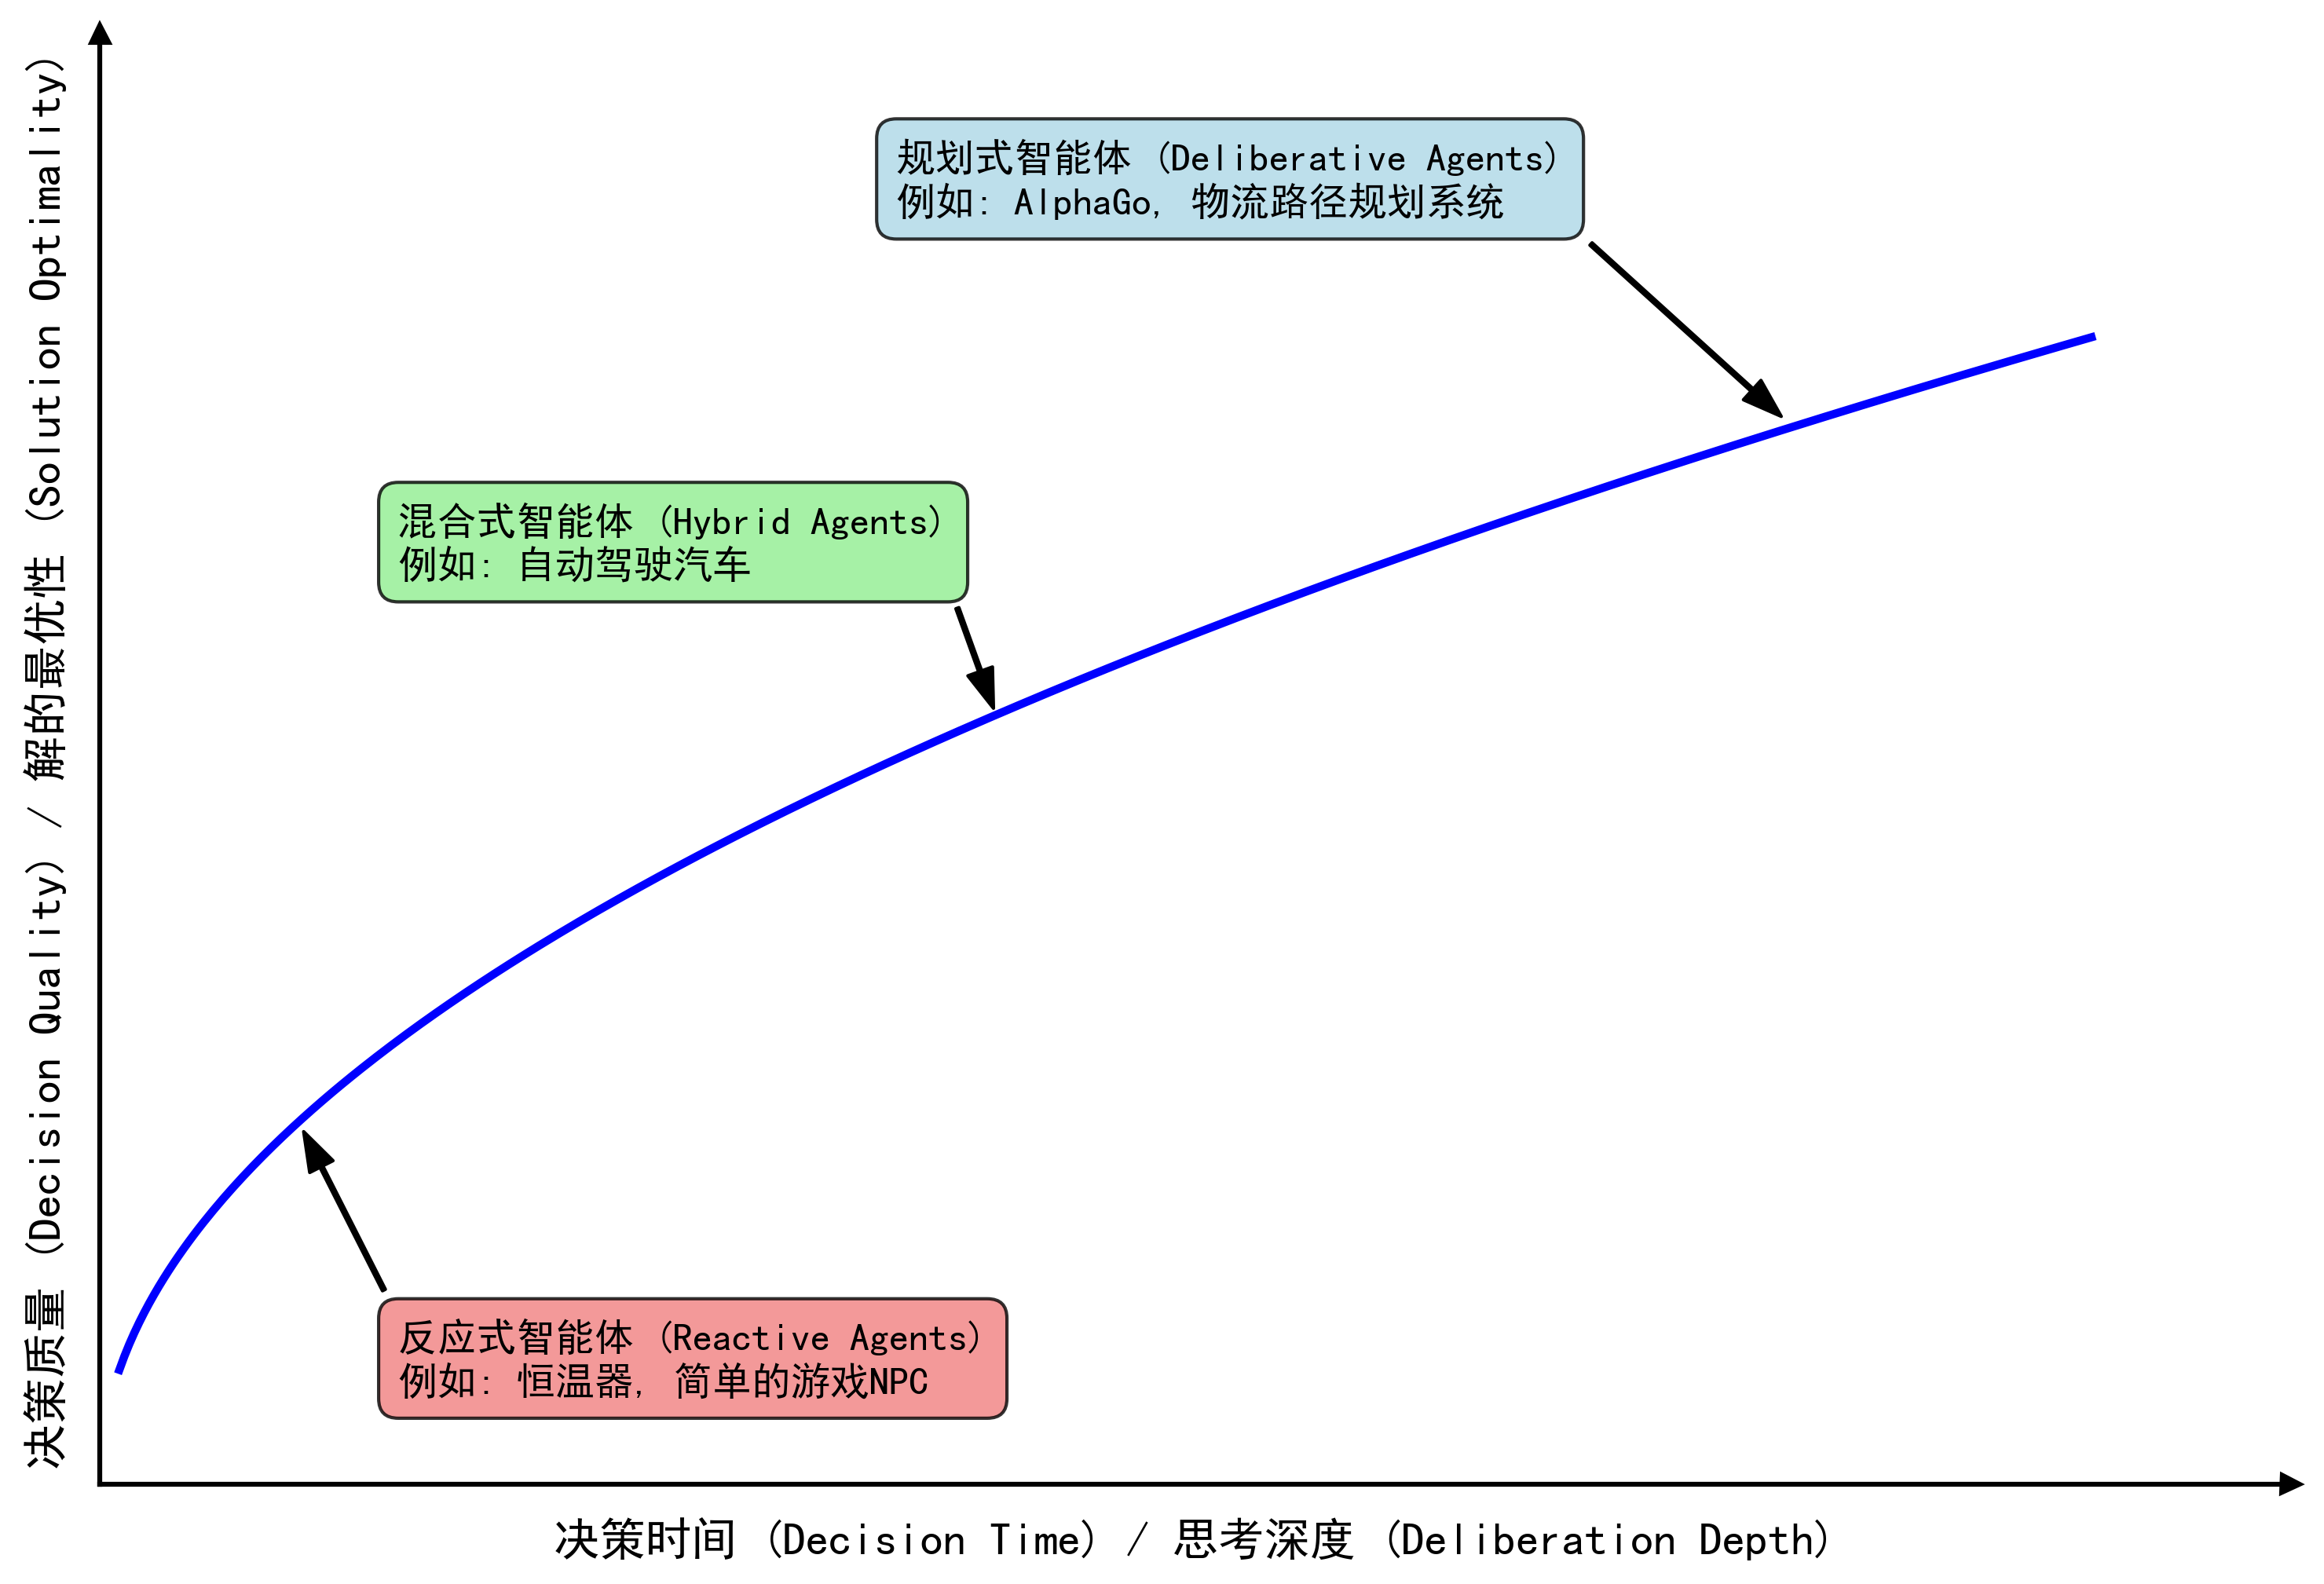 规划式智能体 (Deliberative Agents)
例如: AlphaGo, 物流路径规划系统
混合式智能体 (Hybrid Agents)
例如: 自动驾驶汽车
反应式智能体 (Reactive Agents)
例如: 恒温器, 简单的游戏NPC
决策质量 (Decision Quality) / 解的最优性 (Solution Optimality)
决策时间 (Decision Time) / 思考深度 (Deliberation Depth)